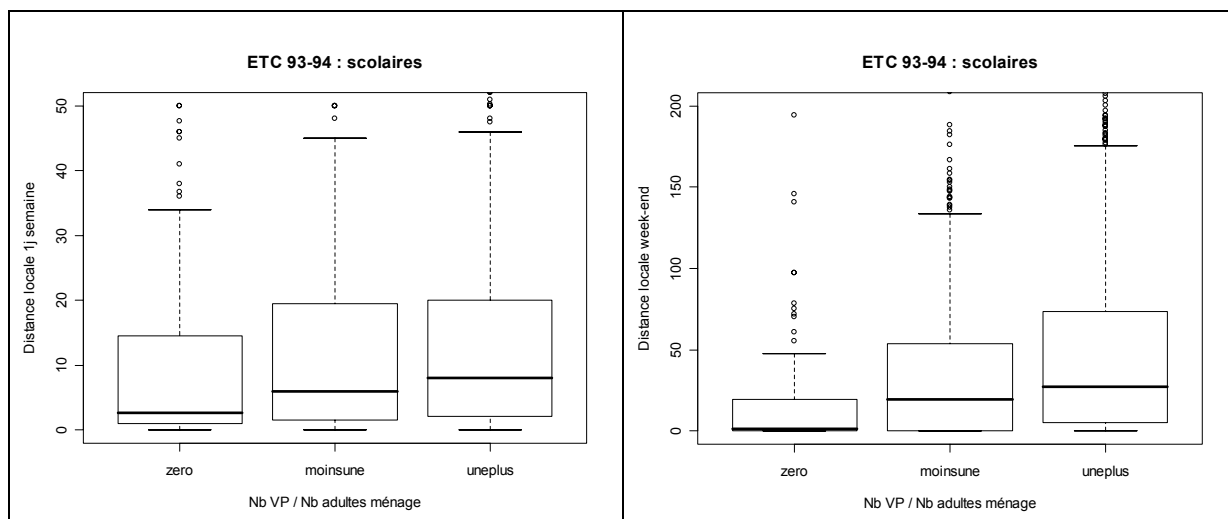 ETC 93-94 : scolaires
Distance locale 1j semaine
50
40
30
20
10
0
zero moinsune uneplus
Nb VP / Nb adultes ménage
ETC 93-94 : scolaires
Distance locale week-end
200
150
100
50
0
zero moinsune uneplus
Nb VP / Nb adultes ménage